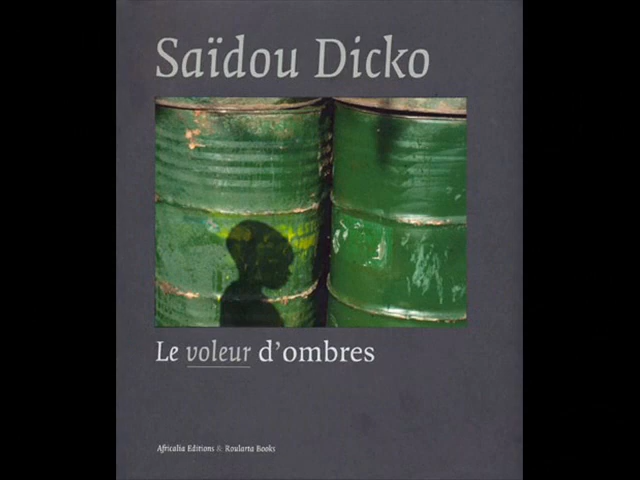 Saïdou Dicko
Le voleur d’ombres
Africalia Editions & Roularta Books